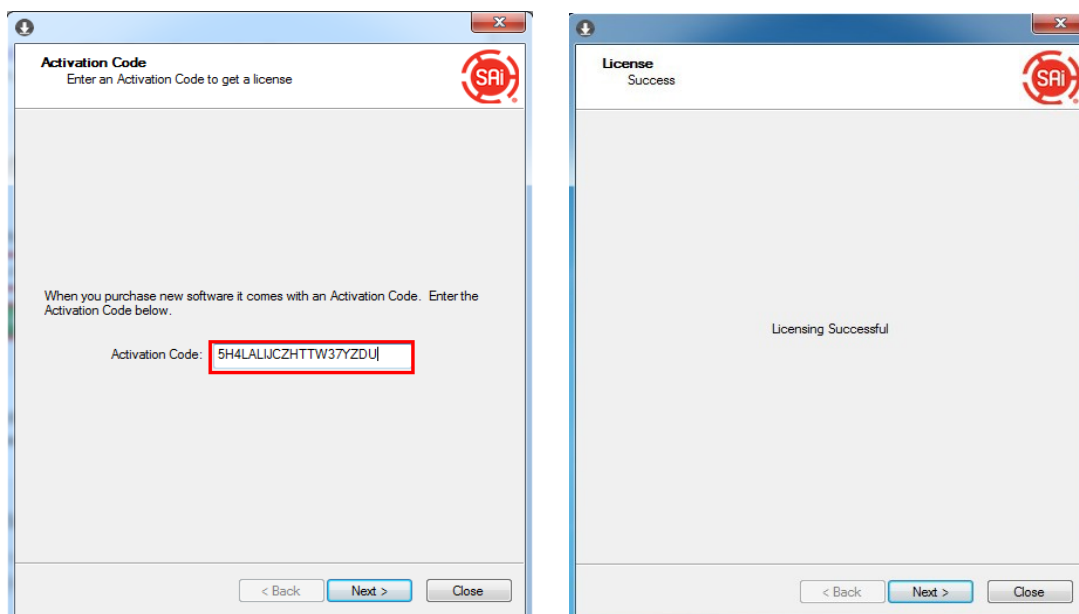 Activation Code
Enter an Activation Code to get a license
SAi
When you purchase new software it comes with an Activation Code. Enter the
Activation Code below.
Activation Code: 5H4LALIJCZHTTW37YZDU
< Back Next > Close
License
Success
SAi
Licensing Successful
< Back Next > Close